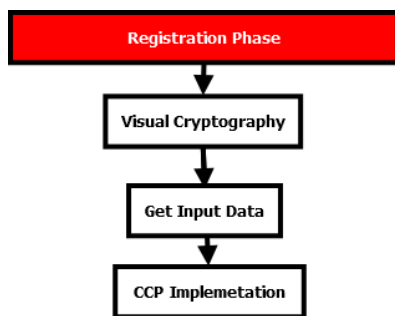 Registration Phase
Visual Cryptography
Get Input Data
CCP Implemetation